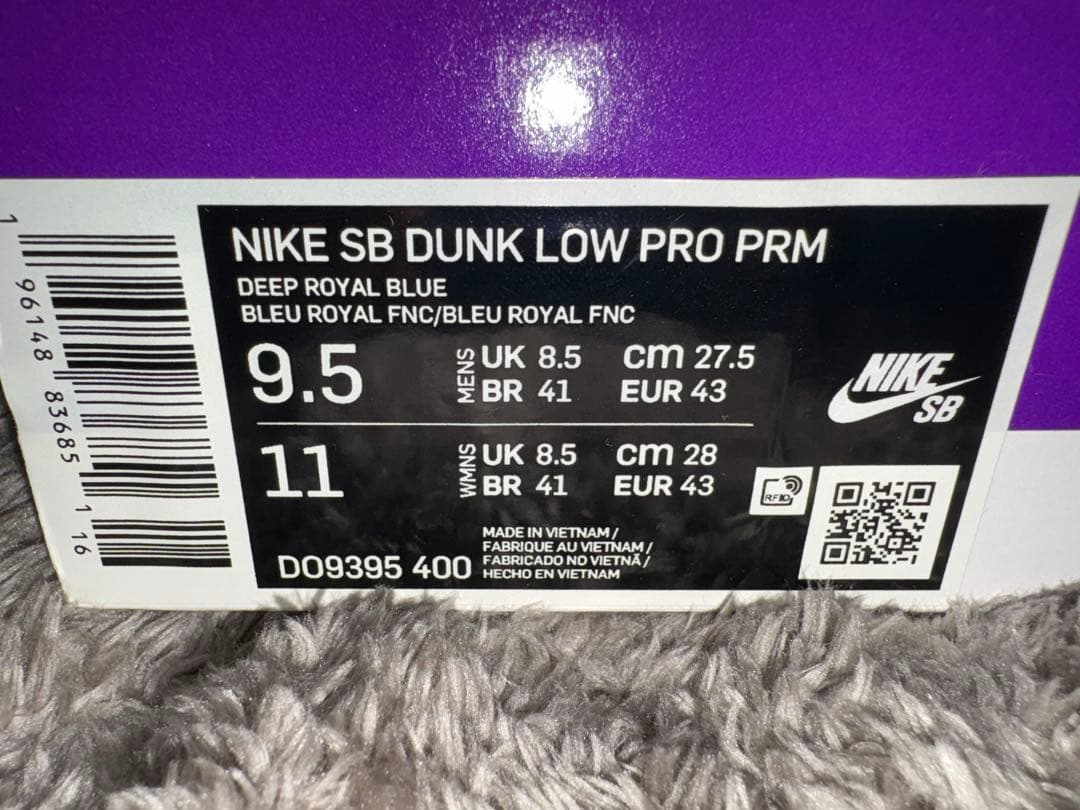 NIKE SB DUNK LOW PRO PRM
DEEP ROYAL BLUE
BLEU ROYAL FNC/BLEU ROYAL FNC
9.5 MENS UK 8.5 CM 27.5
BR 41 EUR 43
11 WMNS UK 8.5 CM 28
BR 41 EUR 43
NIKE
SB
RFID
MADE IN VIETNAM /
FABRIQUE AU VIETNAM /
FABRICADO NO VIETNÃ /
HECHO EN VIETNAM
DO9395 400
1 96148 83685 1 16